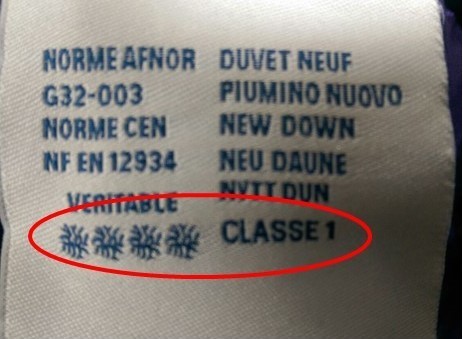 NORME AFNOR DUVET NEUF
G32-003 PIUMINO NUOVO
NORME CEN NEW DOWN
NF EN 12934 NEU DAUNE
VERITABLE NYTT DUN
CLASSE 1